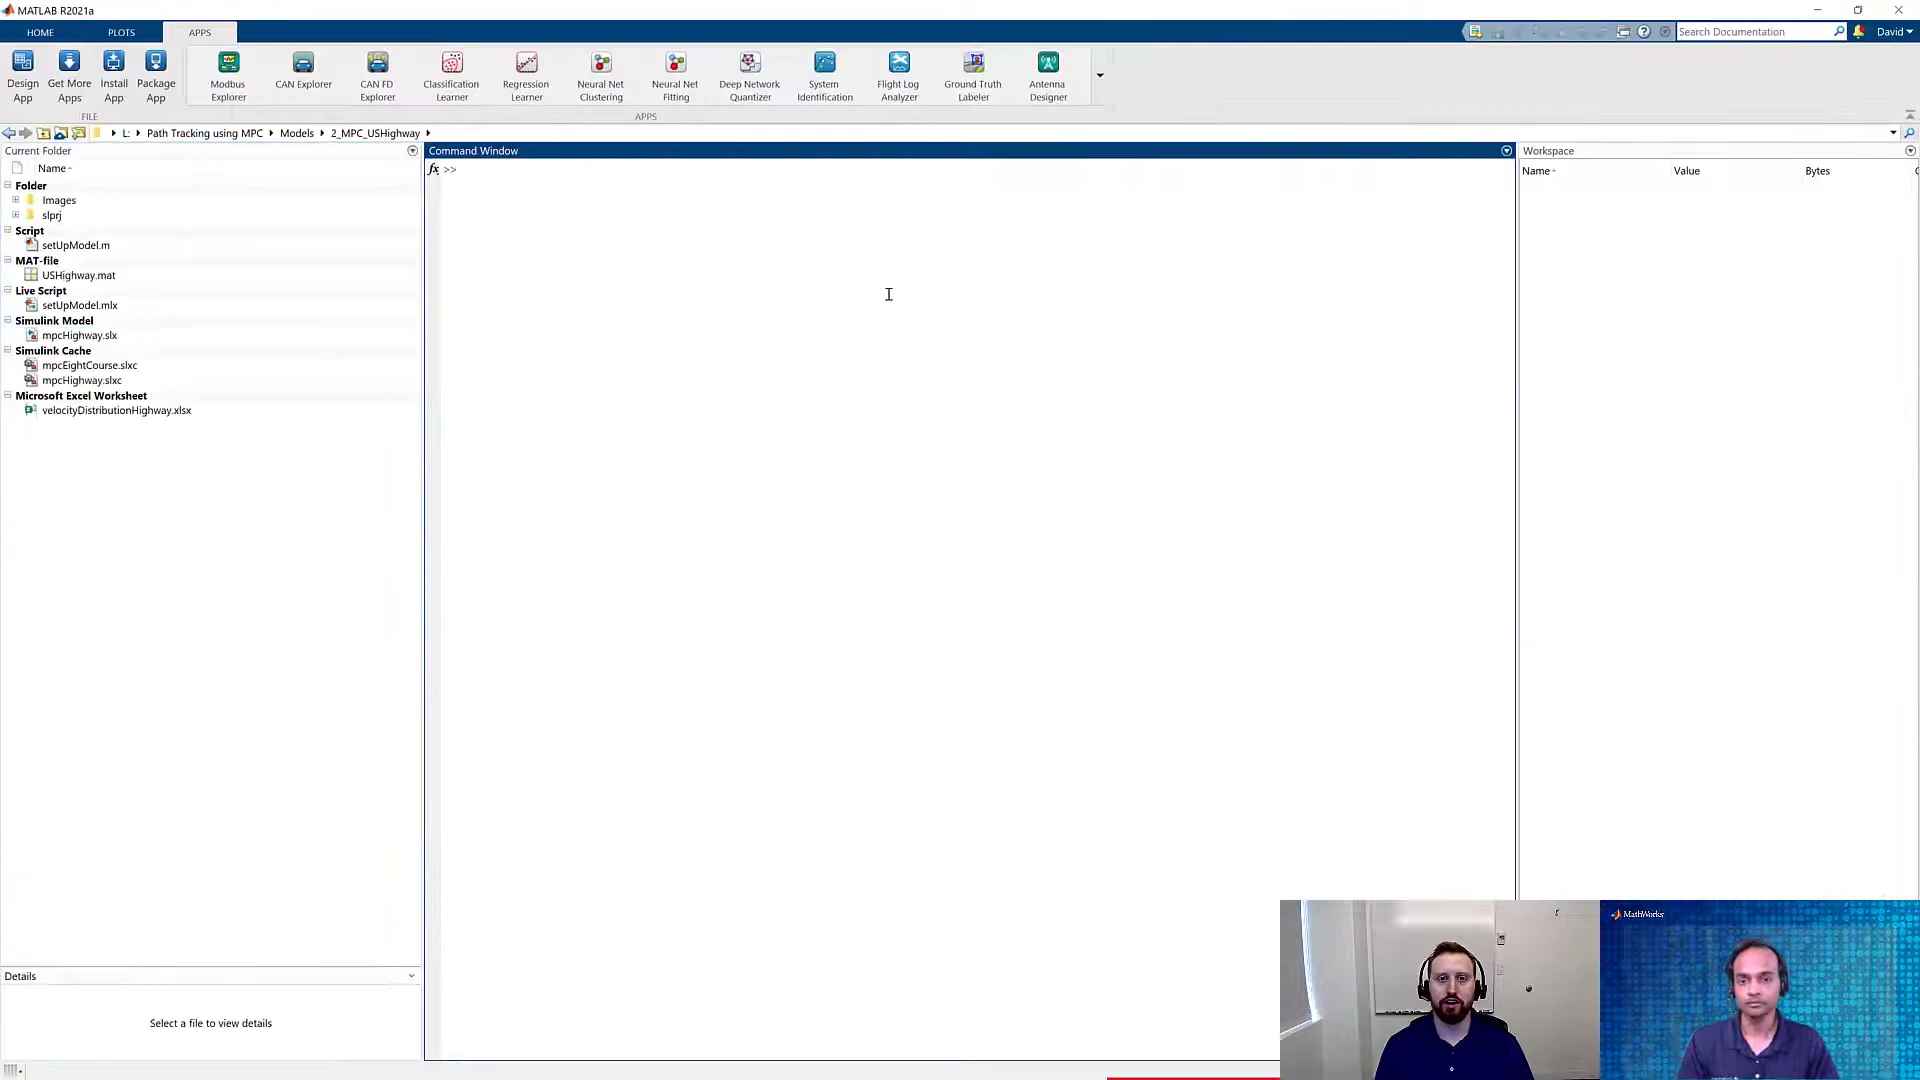 MATLAB R2021a
HOME PLOTS APPS
Search Documentation
David
Design App
Get More Apps
Install App
Package App
Modbus Explorer
CAN Explorer
CAN FD Explorer
Classification Learner
Regression Learner
Neural Net Clustering
Neural Net Fitting
Deep Network Quantizer
System Identification
Flight Log Analyzer
Ground Truth Labeler
Antenna Designer
FILE APPS
L: Path Tracking using MPC Models 2_MPC_USHighway
Current Folder
Name
Folder
Images
slprj
Script
setUpModel.m
MAT-file
USHighway.mat
Live Script
setUpModel.mlx
Simulink Model
mpcHighway.slx
Simulink Cache
mpcEightCourse.slxc
mpcHighway.slxc
Microsoft Excel Worksheet
velocityDistributionHighway.xlsx
Details
Select a file to view details
Command Window
fx >>
Workspace
Name Value Bytes
MathWorks